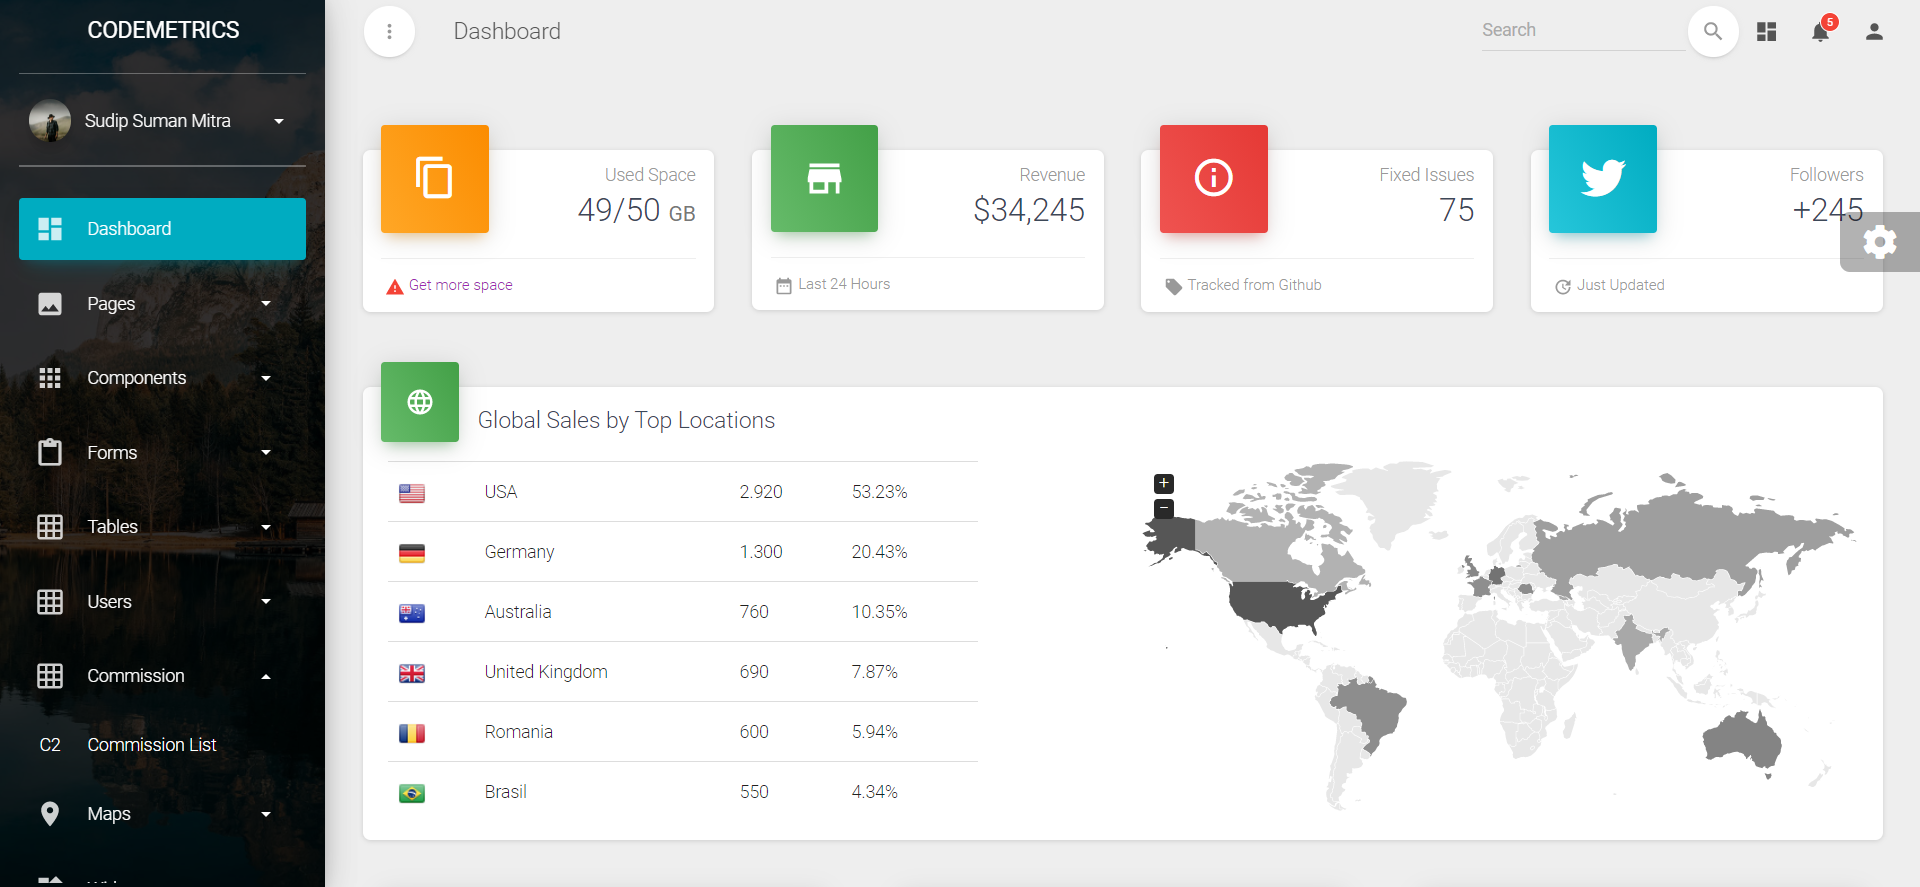 CODEMETRICS
Sudip Suman Mitra
Dashboard
Pages
Components
Forms
Tables
Users
Commission
C2 Commission List
Maps
Dashboard
Search
5
Used Space
49/50 GB
Get more space
Revenue
$34,245
Last 24 Hours
Fixed Issues
75
Tracked from Github
Followers
+245
Just Updated
Global Sales by Top Locations
USA 2.920 53.23%
Germany 1.300 20.43%
Australia 760 10.35%
United Kingdom 690 7.87%
Romania 600 5.94%
Brasil 550 4.34%
+
−